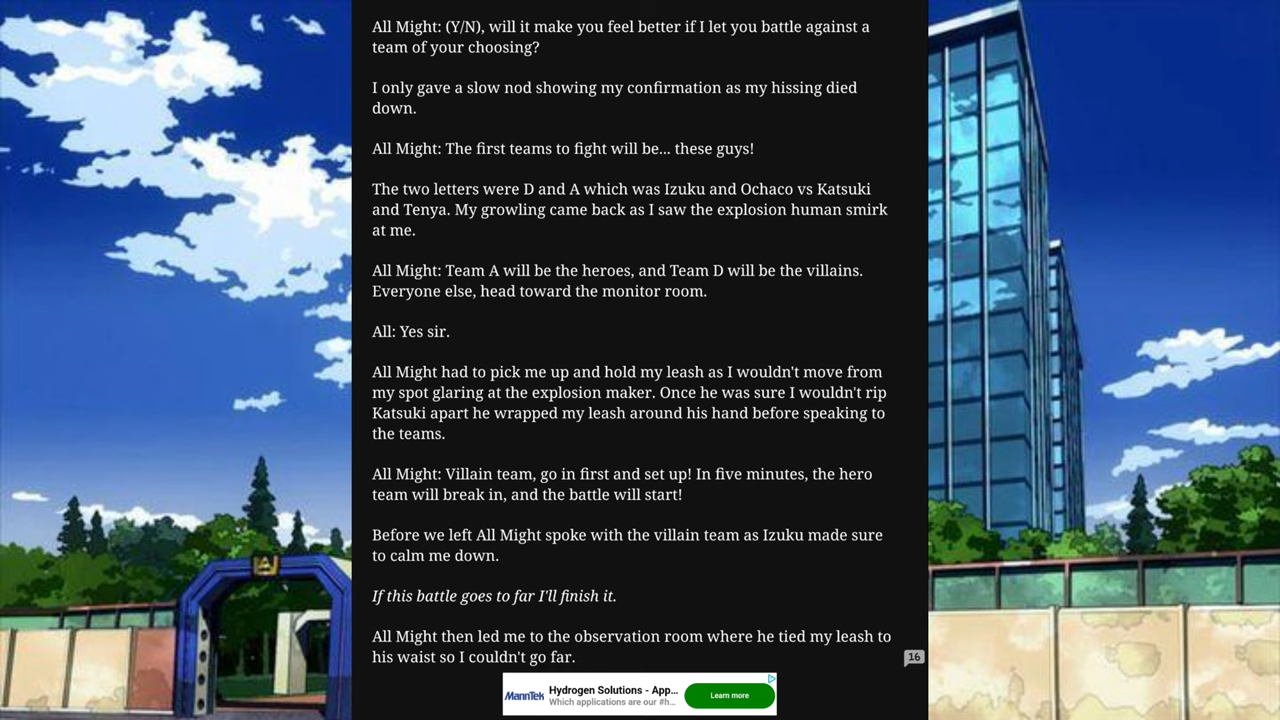 All Might: (Y/N), will it make you feel better if I let you battle against a
team of your choosing?
I only gave a slow nod showing my confirmation as my hissing died
down.
All Might: The first teams to fight will be... these guys!
The two letters were D and A which was Izuku and Ochaco vs Katsuki
and Tenya. My growling came back as I saw the explosion human smirk
at me.
All Might: Team A will be the heroes, and Team D will be the villains.
Everyone else, head toward the monitor room.
All: Yes sir.
All Might had to pick me up and hold my leash as I wouldn't move from
my spot glaring at the explosion maker. Once he was sure I wouldn't rip
Katsuki apart he wrapped my leash around his hand before speaking to
the teams.
All Might: Villain team, go in first and set up! In five minutes, the hero
team will break in, and the battle will start!
Before we left All Might spoke with the villain team as Izuku made sure
to calm me down.
If this battle goes to far I'll finish it.
All Might then led me to the observation room where he tied my leash to
his waist so I couldn't go far.
16
MannTek
Hydrogen Solutions - App...
Which applications are our #h...
Learn more